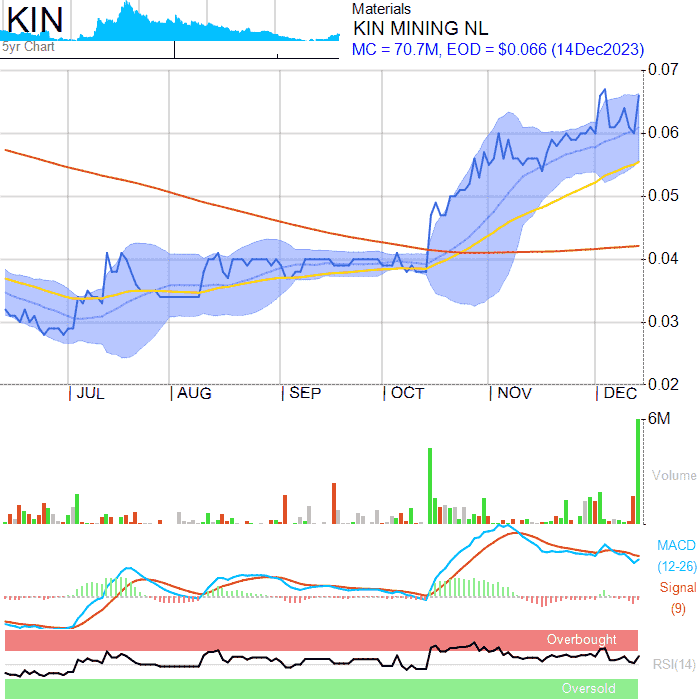 KIN
5yr Chart
Materials
KIN MINING NL
MC = 70.7M, EOD = $0.066 (14Dec2023)
0.07
0.06
0.05
0.04
0.03
0.02
JUL AUG SEP OCT NOV DEC
6M
Volume
MACD
(12-26)
Signal
(9)
Overbought
RSI(14)
Oversold